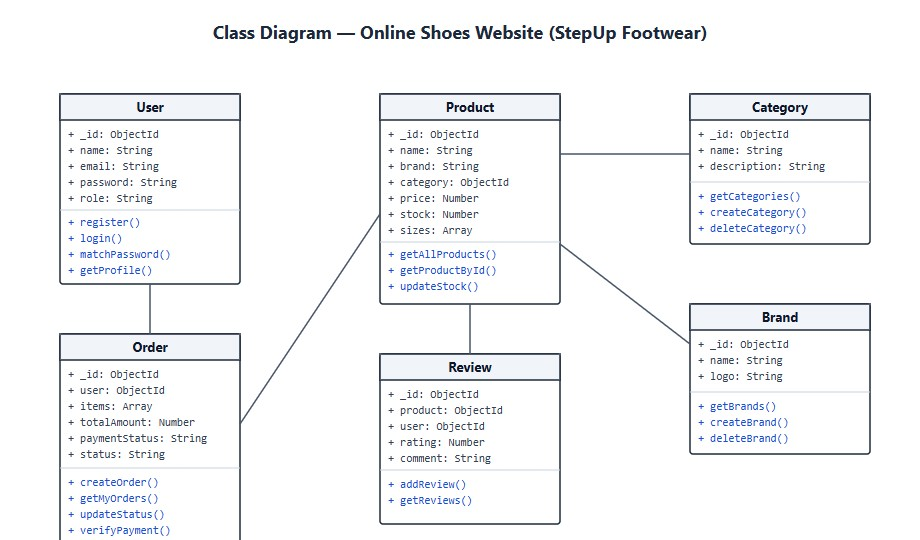 Class Diagram — Online Shoes Website (StepUp Footwear)
User
+ _id: ObjectId
+ name: String
+ email: String
+ password: String
+ role: String
+ register()
+ login()
+ matchPassword()
+ getProfile()
Product
+ _id: ObjectId
+ name: String
+ brand: String
+ category: ObjectId
+ price: Number
+ stock: Number
+ sizes: Array
+ getAllProducts()
+ getProductById()
+ updateStock()
Category
+ _id: ObjectId
+ name: String
+ description: String
+ getCategories()
+ createCategory()
+ deleteCategory()
Order
+ _id: ObjectId
+ user: ObjectId
+ items: Array
+ totalAmount: Number
+ paymentStatus: String
+ status: String
+ createOrder()
+ getMyOrders()
+ updateStatus()
+ verifyPayment()
Review
+ _id: ObjectId
+ product: ObjectId
+ user: ObjectId
+ rating: Number
+ comment: String
+ addReview()
+ getReviews()
Brand
+ _id: ObjectId
+ name: String
+ logo: String
+ getBrands()
+ createBrand()
+ deleteBrand()